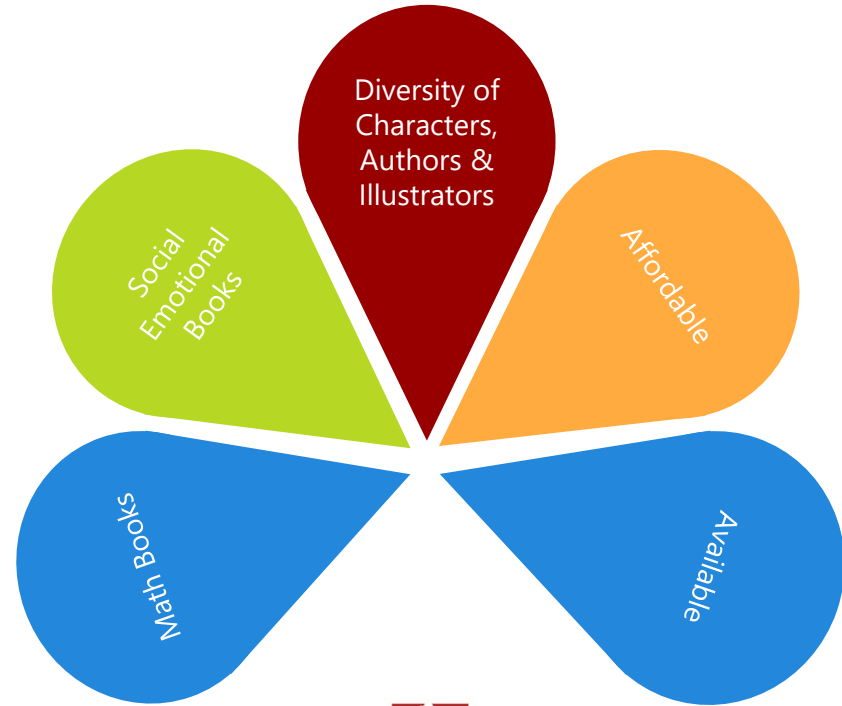 Diversity of
Characters,
Authors &
Illustrators
Social
Emotional
Books
Affordable
Math Books
Available